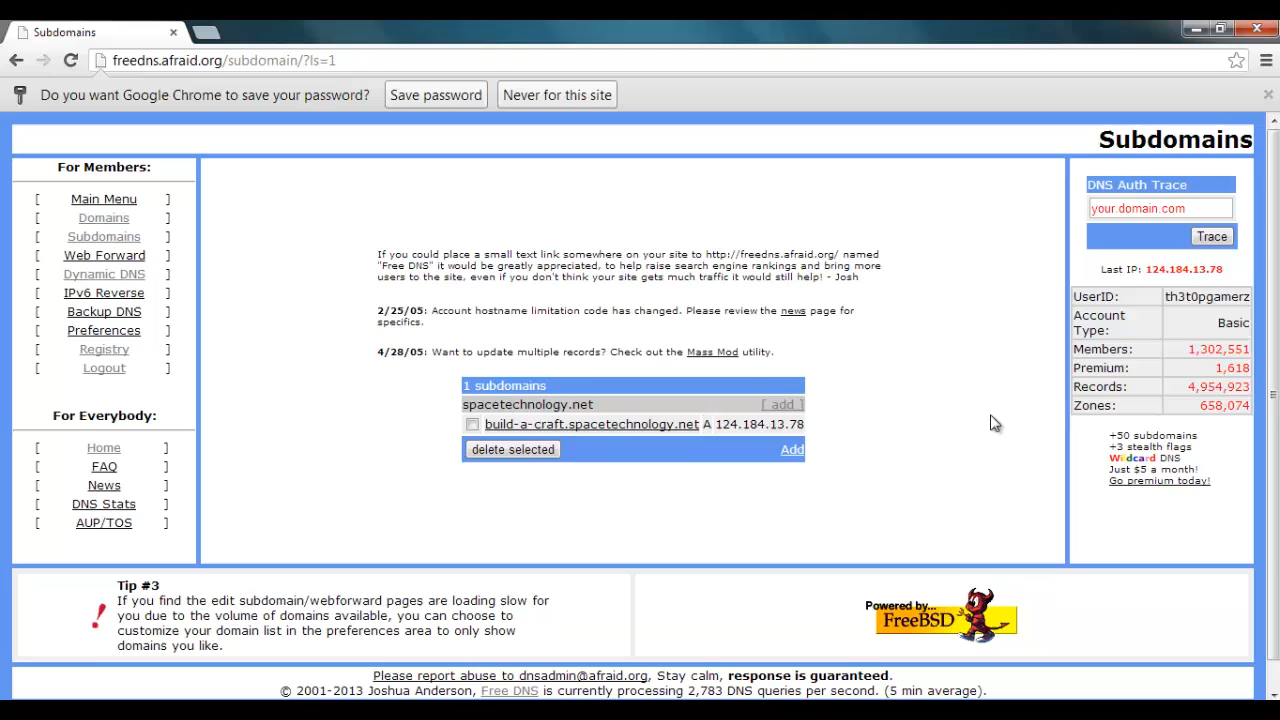 Subdomains
freedns.afraid.org/subdomain/?ls=1
Do you want Google Chrome to save your password? Save password Never for this site
Subdomains
For Members:
[ Main Menu ]
[ Domains ]
[ Subdomains ]
[ Web Forward ]
[ Dynamic DNS ]
[ IPv6 Reverse ]
[ Backup DNS ]
[ Preferences ]
[ Registry ]
[ Logout ]
For Everybody:
[ Home ]
[ FAQ ]
[ News ]
[ DNS Stats ]
[ AUP/TOS ]
If you could place a small text link somewhere on your site to http://freedns.afraid.org/ named
"Free DNS" it would be greatly appreciated, to help raise search engine rankings and bring more
users to the site, even if you don't think your site gets much traffic it would still help! - Josh
2/25/05: Account hostname limitation code has changed. Please review the news page for
specifics.
4/28/05: Want to update multiple records? Check out the Mass Mod utility.
1 subdomains
spacetechnology.net [ add ]
build-a-craft.spacetechnology.net A 124.184.13.78
delete selected Add
DNS Auth Trace
your.domain.com
Trace
Last IP: 124.184.13.78
UserID: th3t0pgamerz
Account
Type: Basic
Members: 1,302,551
Premium: 1,618
Records: 4,954,923
Zones: 658,074
+50 subdomains
+3 stealth flags
Wildcard DNS
Just $5 a month!
Go premium today!
Tip #3
If you find the edit subdomain/webforward pages are loading slow for
you due to the volume of domains available, you can choose to
customize your domain list in the preferences area to only show
domains you like.
Powered by...
FreeBSD
Please report abuse to dnsadmin@afraid.org, Stay calm, response is guaranteed.
© 2001-2013 Joshua Anderson, Free DNS is currently processing 2,783 DNS queries per second. (5 min average).